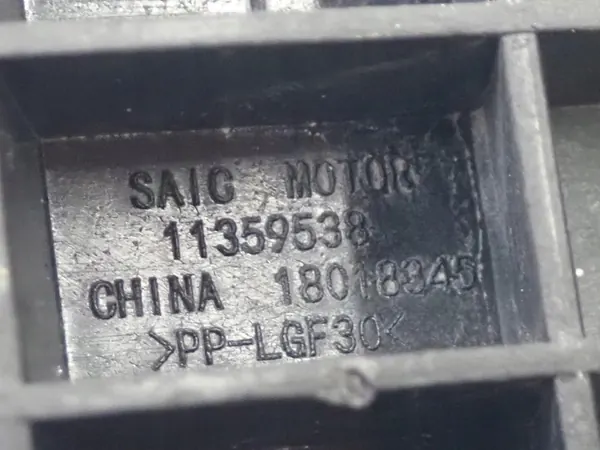 SAIC MOTOR
11359538
CHINA 18018345
>PP-LGF30<